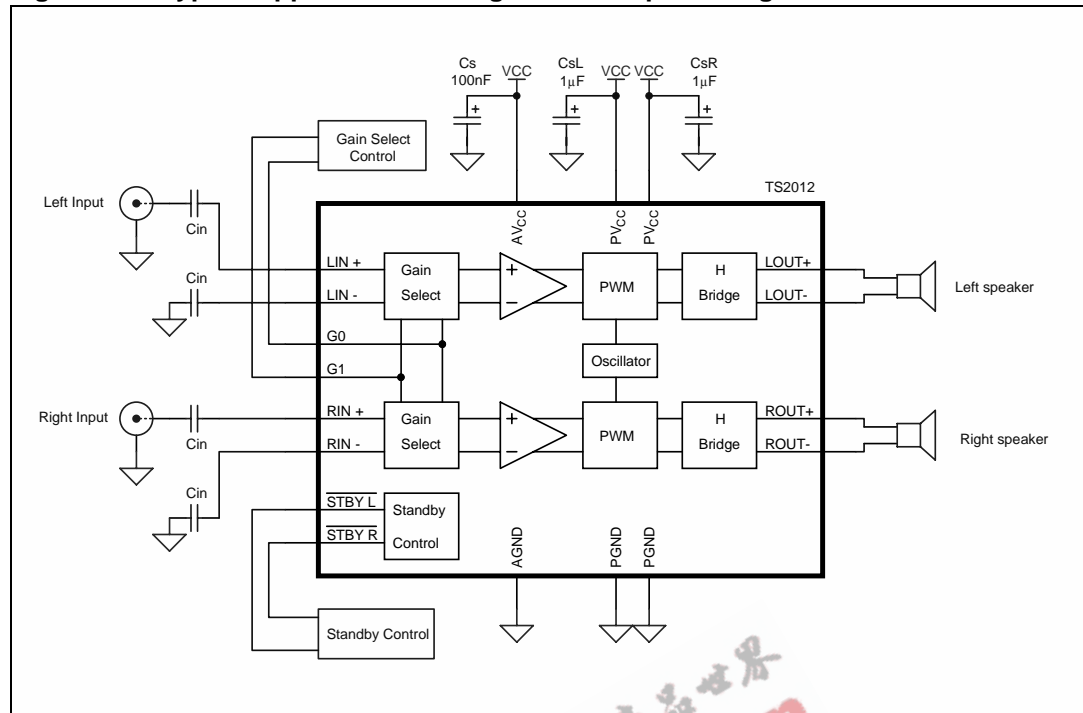 Cs
100nF
VCC
CsL
1μF
VCC
VCC
CsR
1μF
Gain Select
Control
TS2012
Left Input
Cin
AVCC
PVCC
PVCC
LIN +
Gain
Select
+
−
PWM
H
Bridge
LOUT+
LOUT-
Left speaker
Cin
LIN -
G0
G1
Oscillator
Right Input
Cin
RIN +
RIN -
Gain
Select
+
−
PWM
H
Bridge
ROUT+
ROUT-
Right speaker
Cin
STBY L
STBY R
Standby
Control
AGND
PGND
PGND
Standby Control
世界